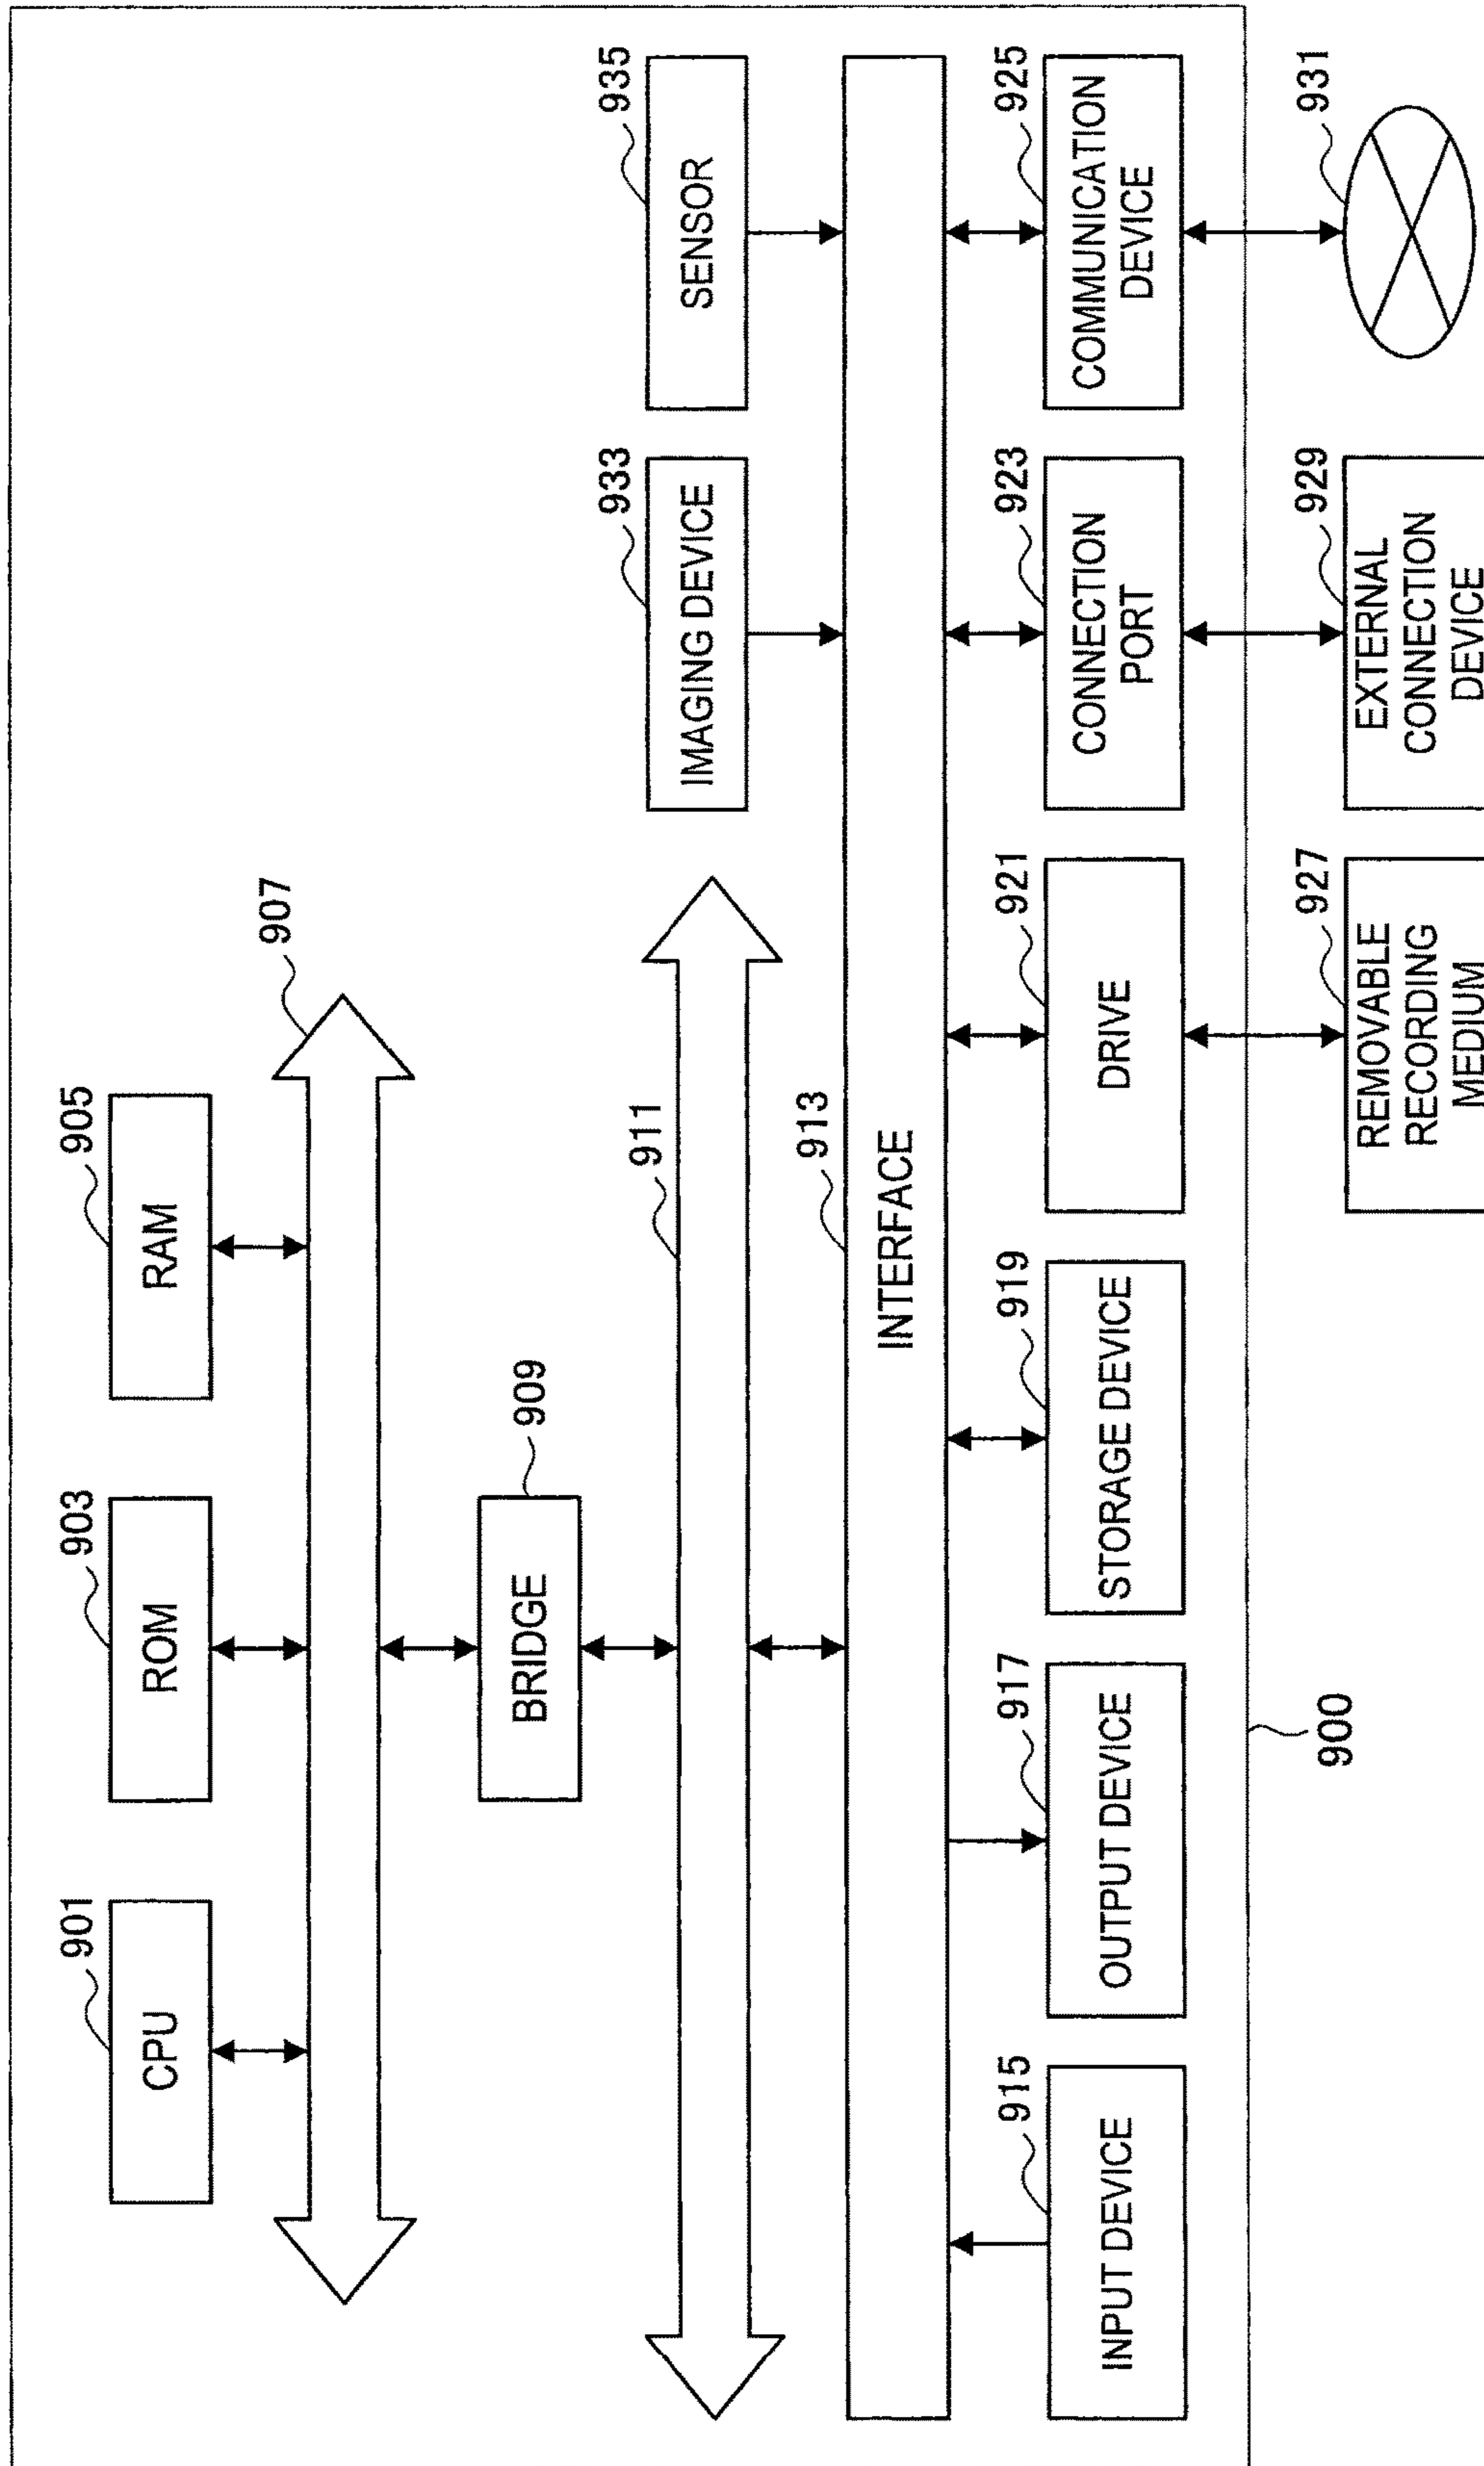 901
CPU
903
ROM
905
RAM
907
909
BRIDGE
911
933
IMAGING DEVICE
935
SENSOR
913
INTERFACE
915
INPUT DEVICE
917
OUTPUT DEVICE
919
STORAGE DEVICE
921
DRIVE
923
CONNECTION
PORT
925
COMMUNICATION
DEVICE
900
927
REMOVABLE
RECORDING
MEDIUM
929
EXTERNAL
CONNECTION
DEVICE
931